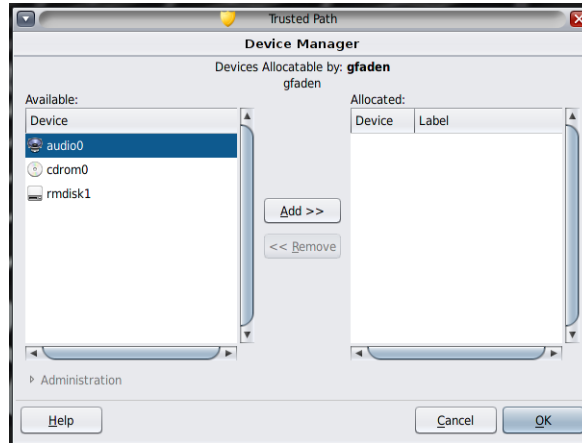 Trusted Path
Device Manager
Devices Allocatable by: gfaden
gfaden
Available:
Allocated:
Device
Device Label
audio0
cdrom0
rmdisk1
Add >>
<< Remove
Administration
Help
Cancel
OK